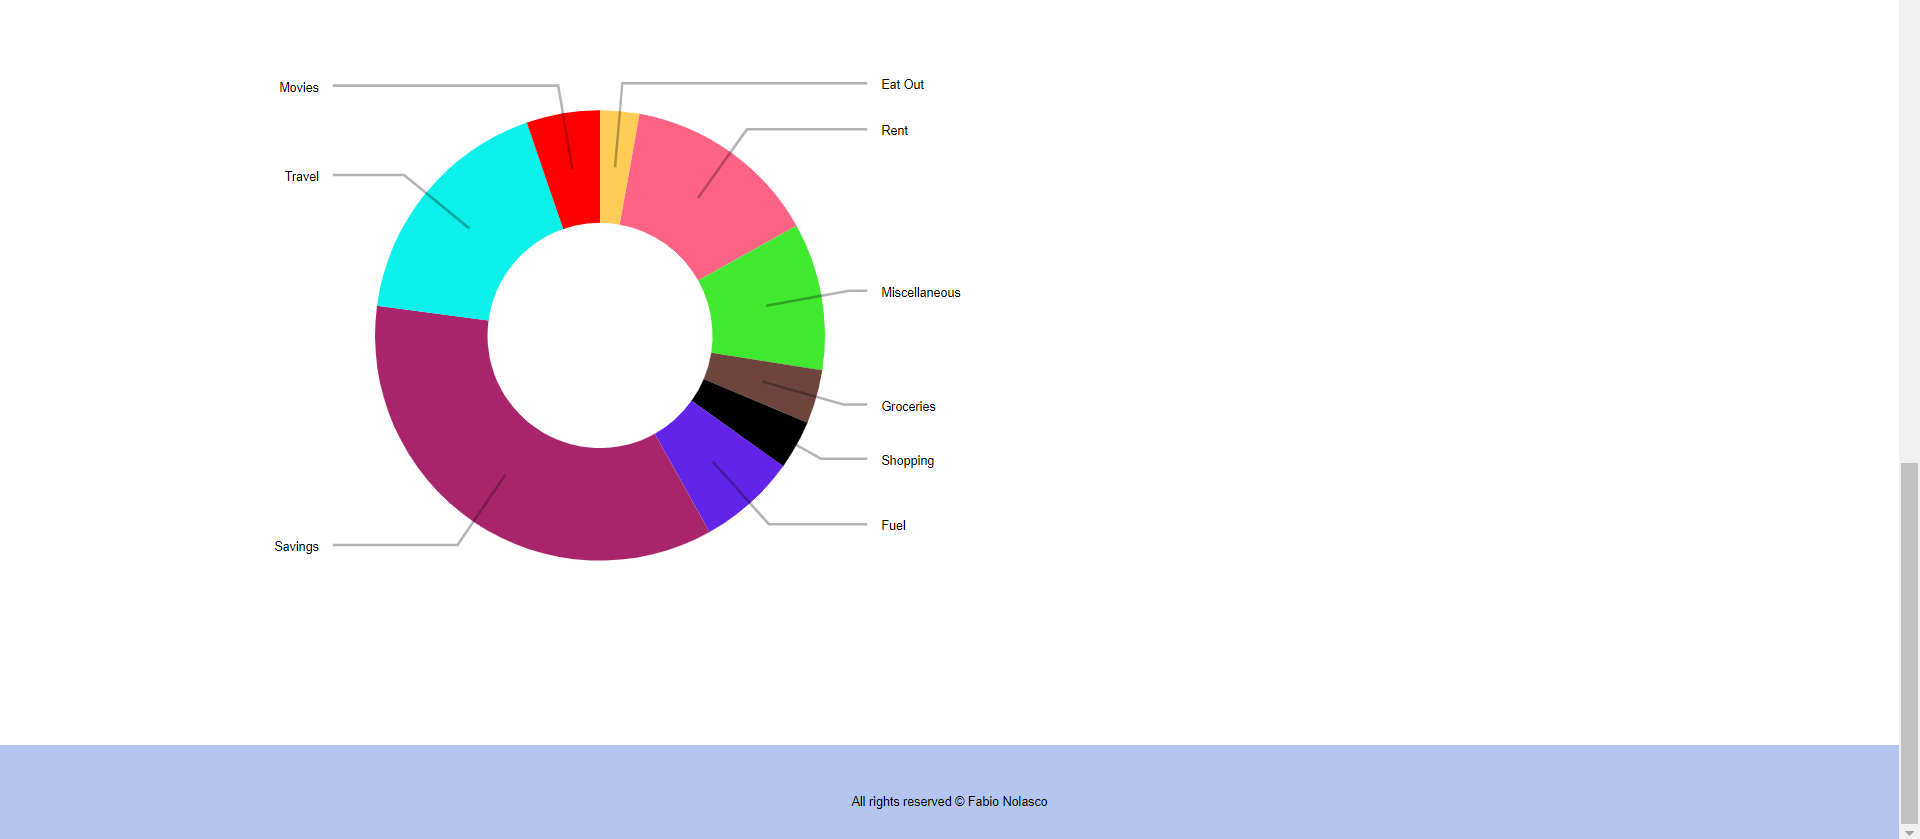 Movies
Eat Out
Rent
Travel
Miscellaneous
Groceries
Shopping
Fuel
Savings
All rights reserved © Fabio Nolasco